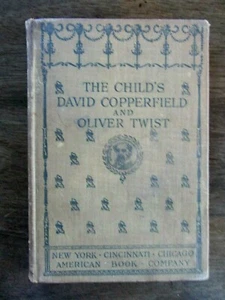 THE CHILD'S
DAVID COPPERFIELD
AND
OLIVER TWIST
NEW YORK · CINCINNATI · CHICAGO
AMERICAN · BOOK · COMPANY